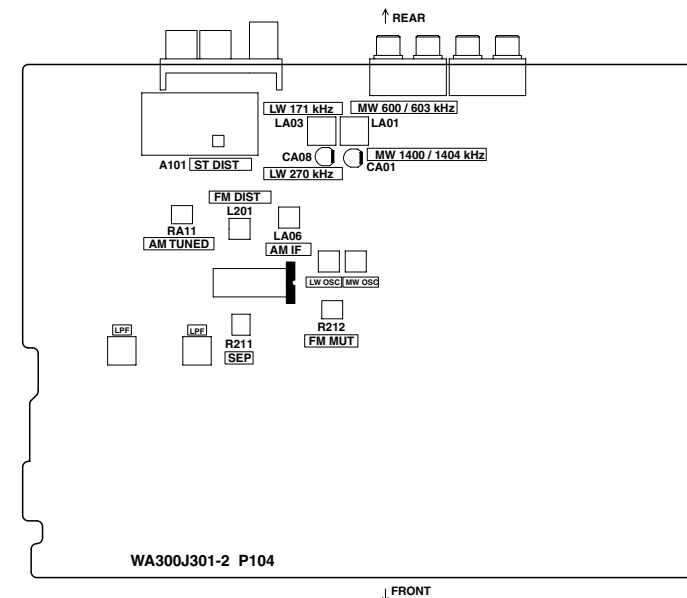 REAR
LW 171 kHz
MW 600 / 603 kHz
LA03
LA01
CA08
MW 1400 / 1404 kHz
A101
ST DIST
LW 270 kHz
CA01
FM DIST
L201
RA11
AM TUNED
LA06
AM IF
LW OSC
MW OSC
R212
FM MUT
LPF
LPF
R211
SEP
WA300J301-2 P104
FRONT